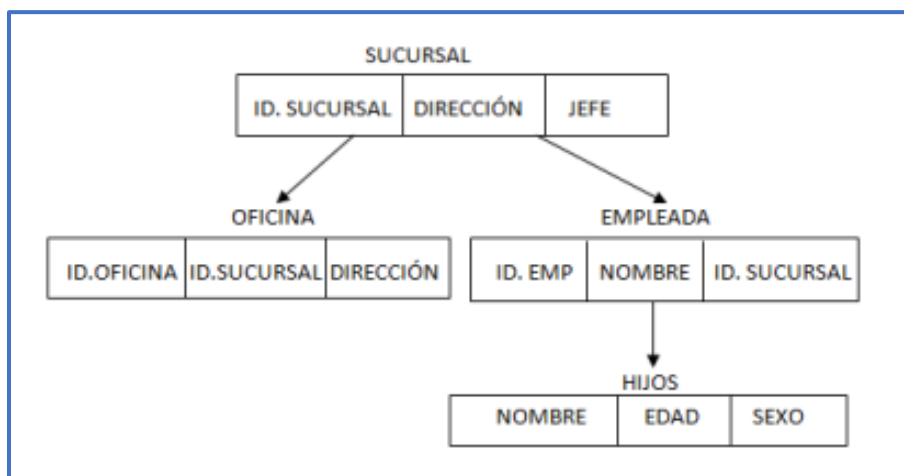 SUCURSAL
ID. SUCURSAL DIRECCIÓN JEFE
OFICINA EMPLEADA
ID.OFICINA ID.SUCURSAL DIRECCIÓN ID. EMP NOMBRE ID. SUCURSAL
HIJOS
NOMBRE EDAD SEXO